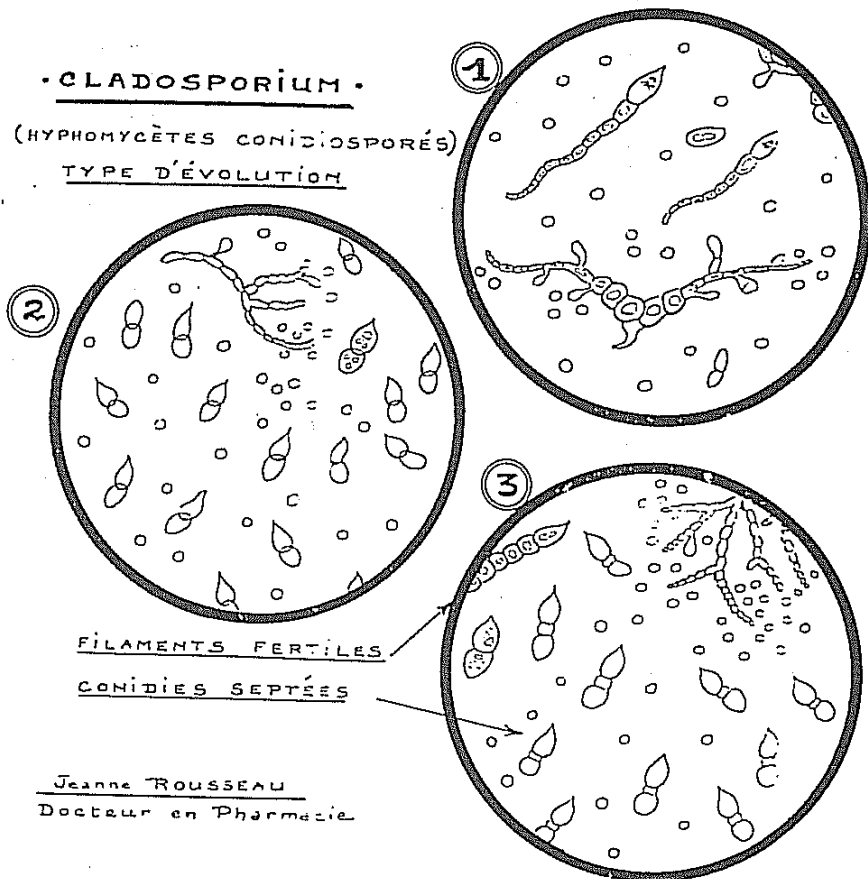 · CLADOSPORIUM ·
(HYPHOMYCÈTES CONIDIOSPORÉS)
TYPE D'ÉVOLUTION
1
2
3
FILAMENTS FERTILES
CONIDIES SEPTÉES
Jeanne ROUSSEAU
Docteur en Pharmacie